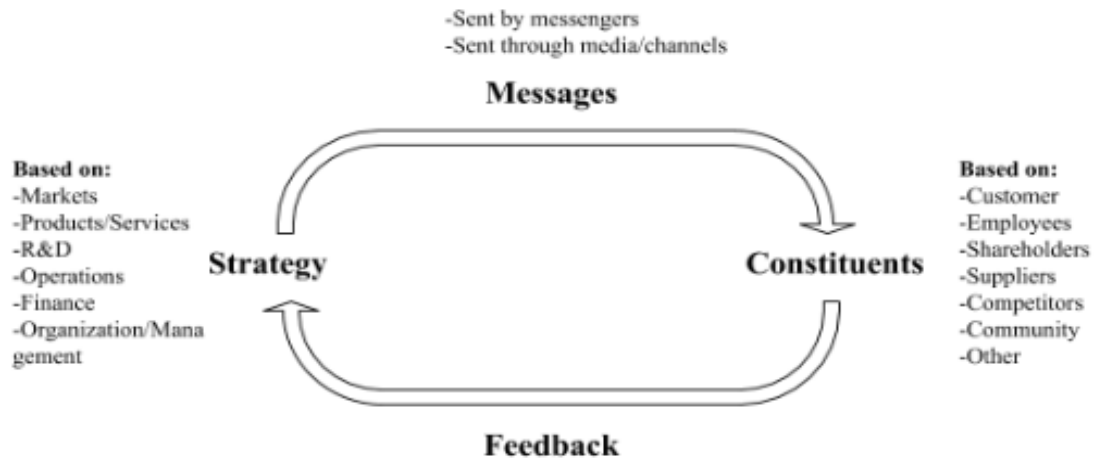 -Sent by messengers
-Sent through media/channels
Messages
Based on:
-Markets
-Products/Services
-R&D
-Operations
-Finance
-Organization/Mana
gement
Strategy
Constituents
Based on:
-Customer
-Employees
-Shareholders
-Suppliers
-Competitors
-Community
-Other
Feedback